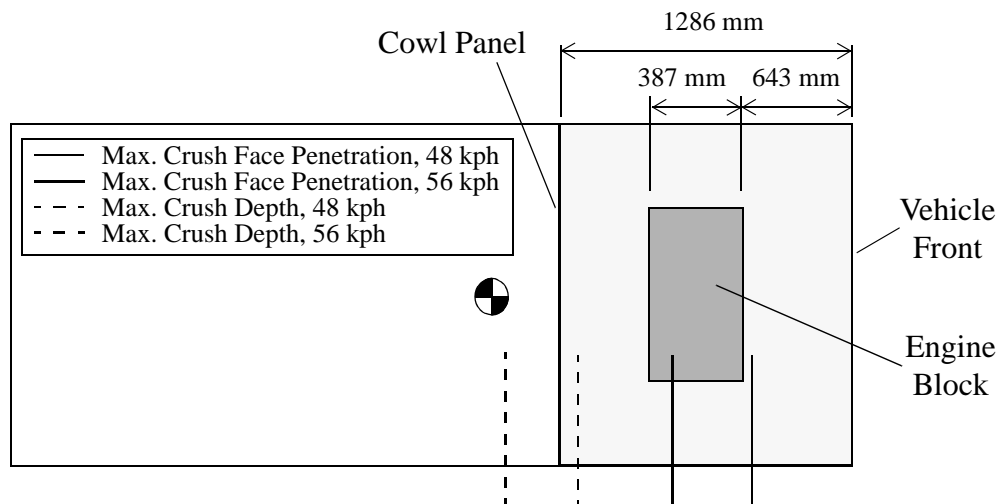 1286 mm
Cowl Panel
387 mm
643 mm
Max. Crush Face Penetration, 48 kph
Max. Crush Face Penetration, 56 kph
Max. Crush Depth, 48 kph
Max. Crush Depth, 56 kph
Vehicle
Front
Engine
Block